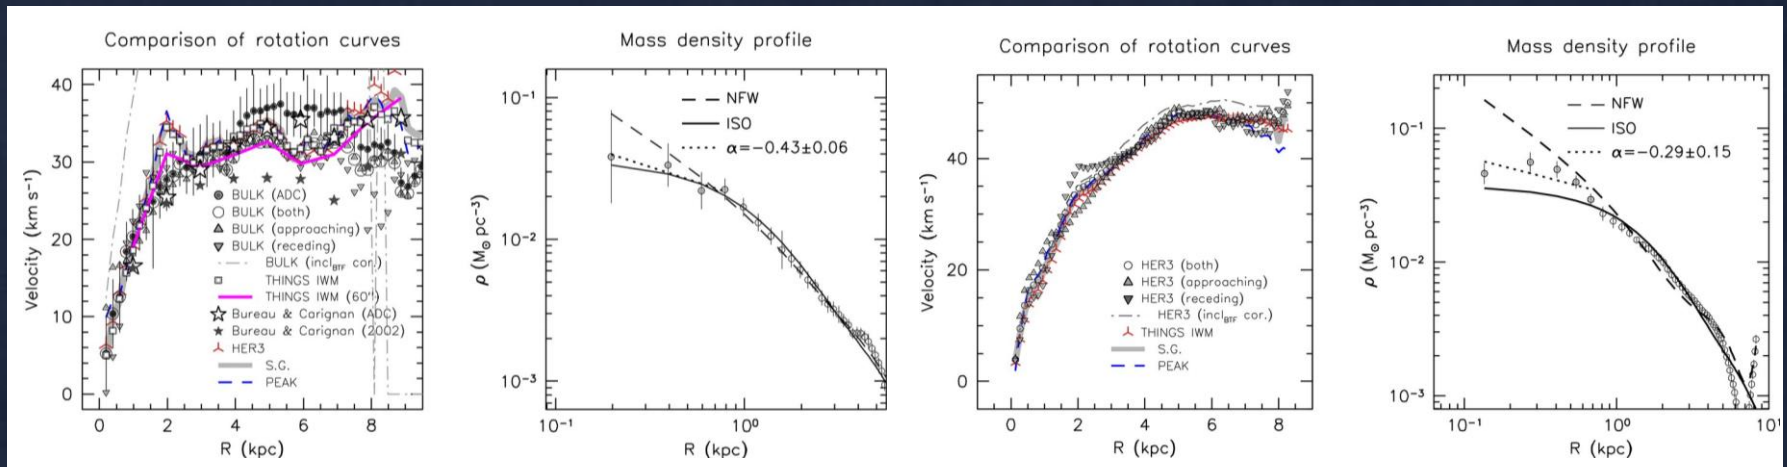 Comparison of rotation curves
Velocity (km s⁻¹)
40
30
20
10
0
BULK (ADC)
BULK (both)
BULK (approaching)
BULK (receding)
BULK (incl_BTF cor.)
THINGS IWM
THINGS IWM (60")
Bureau & Carignan (ADC)
Bureau & Carignan (2002)
HER3
S.G.
PEAK
0 2 4 6 8
R (kpc)
Mass density profile
ρ (M☉ pc⁻³)
10⁻¹
10⁻²
10⁻³
NFW
ISO
α=−0.43±0.06
10⁻¹ 10⁰
R (kpc)
Comparison of rotation curves
Velocity (km s⁻¹)
40
20
0
HER3 (both)
HER3 (approaching)
HER3 (receding)
HER3 (incl_BTF cor.)
THINGS IWM
S.G.
PEAK
0 2 4 6 8
R (kpc)
Mass density profile
ρ (M☉ pc⁻³)
10⁻¹
10⁻²
10⁻³
NFW
ISO
α=−0.29±0.15
10⁻¹ 10⁰ 10¹
R (kpc)